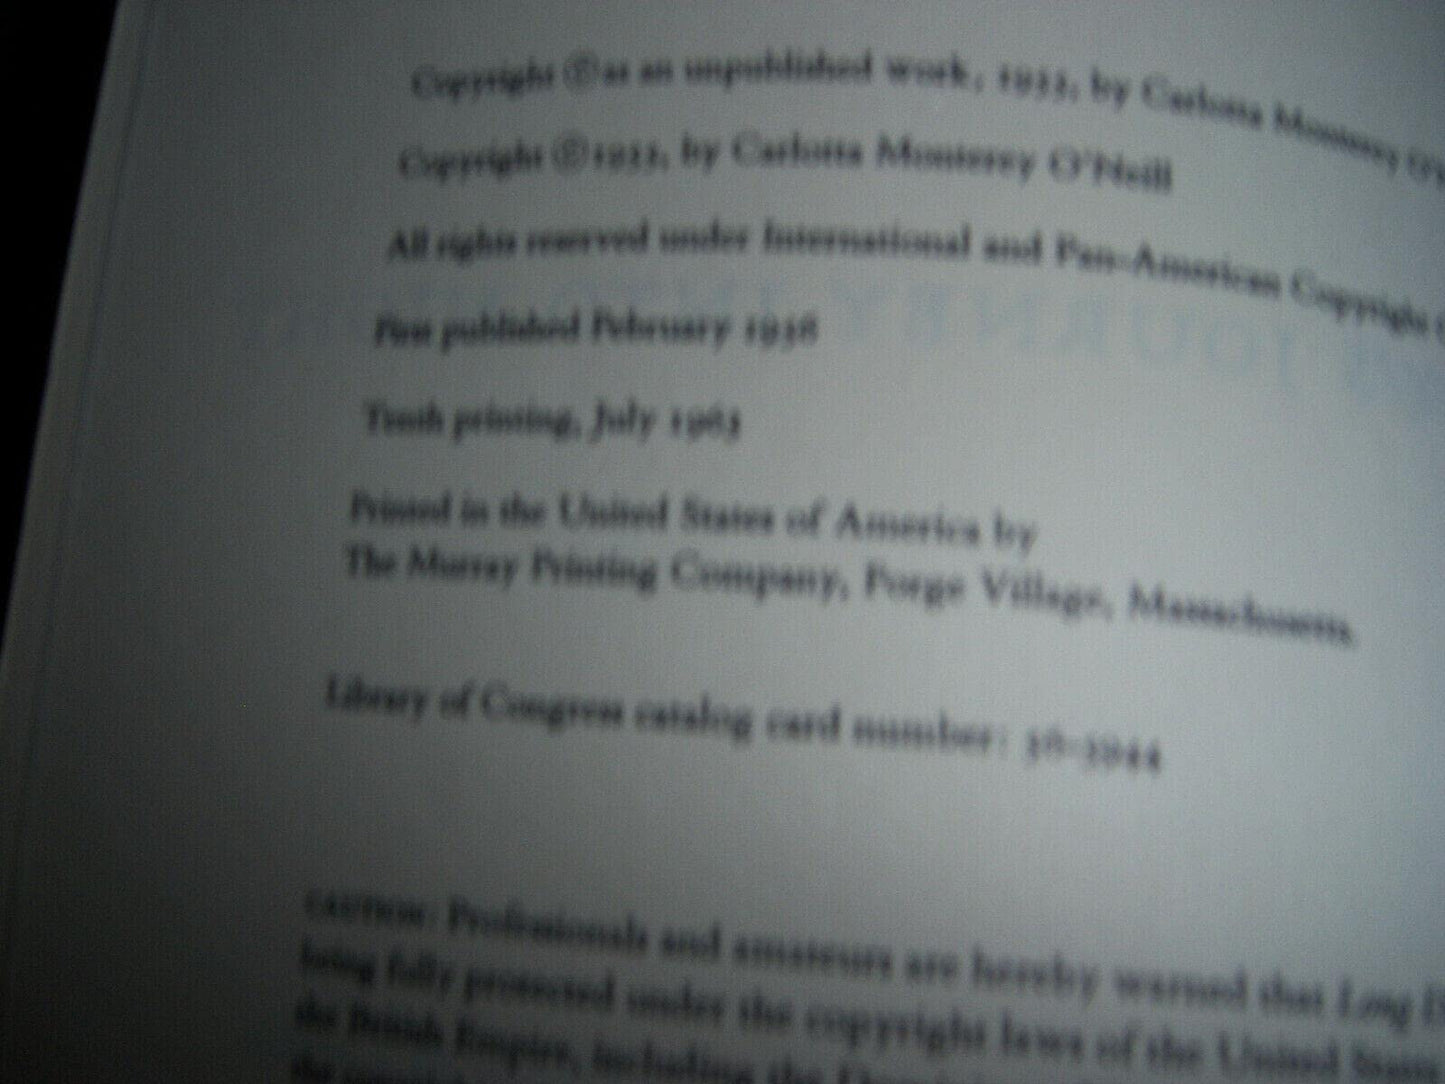 Copyright © as an unpublished work, 1955, by Carlotta Monterey
Copyright © 1955, by Carlotta Monterey O'Neill
All rights reserved under International and Pan-American Copyright
First published February 1956
Tenth printing, July 1963
Printed in the United States of America by
The Murray Printing Company, Forge Village, Massachusetts.
Library of Congress catalog card number: 56-5944
CAUTION: Professionals and amateurs are hereby warned that Long
being fully protected under the copyright laws of the United States
the British Empire, including the
the